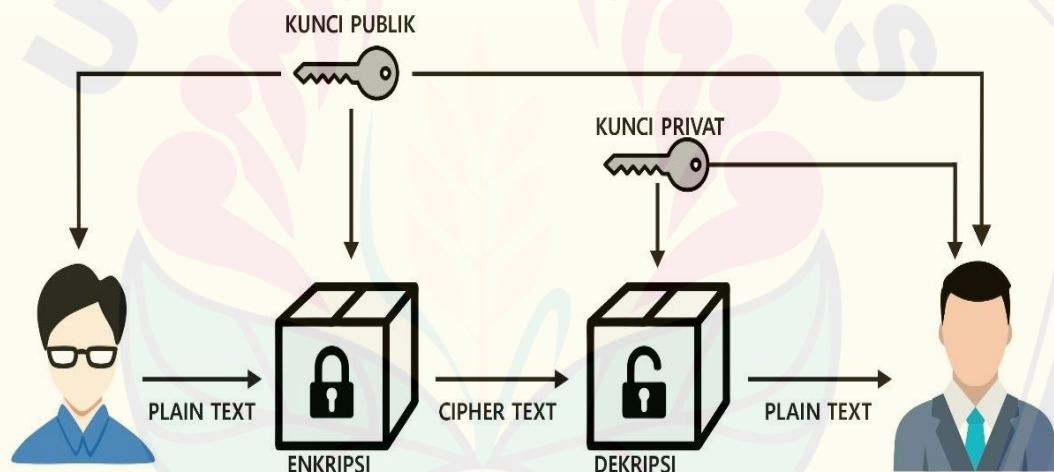 KUNCI PUBLIK
KUNCI PRIVAT
PLAIN TEXT
CIPHER TEXT
PLAIN TEXT
ENKRIPSI
DEKRIPSI